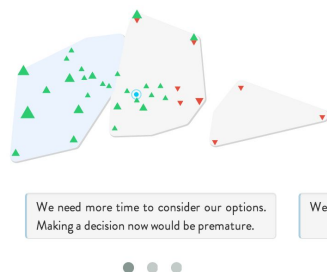 We need more time to consider our options.
Making a decision now would be premature.
We